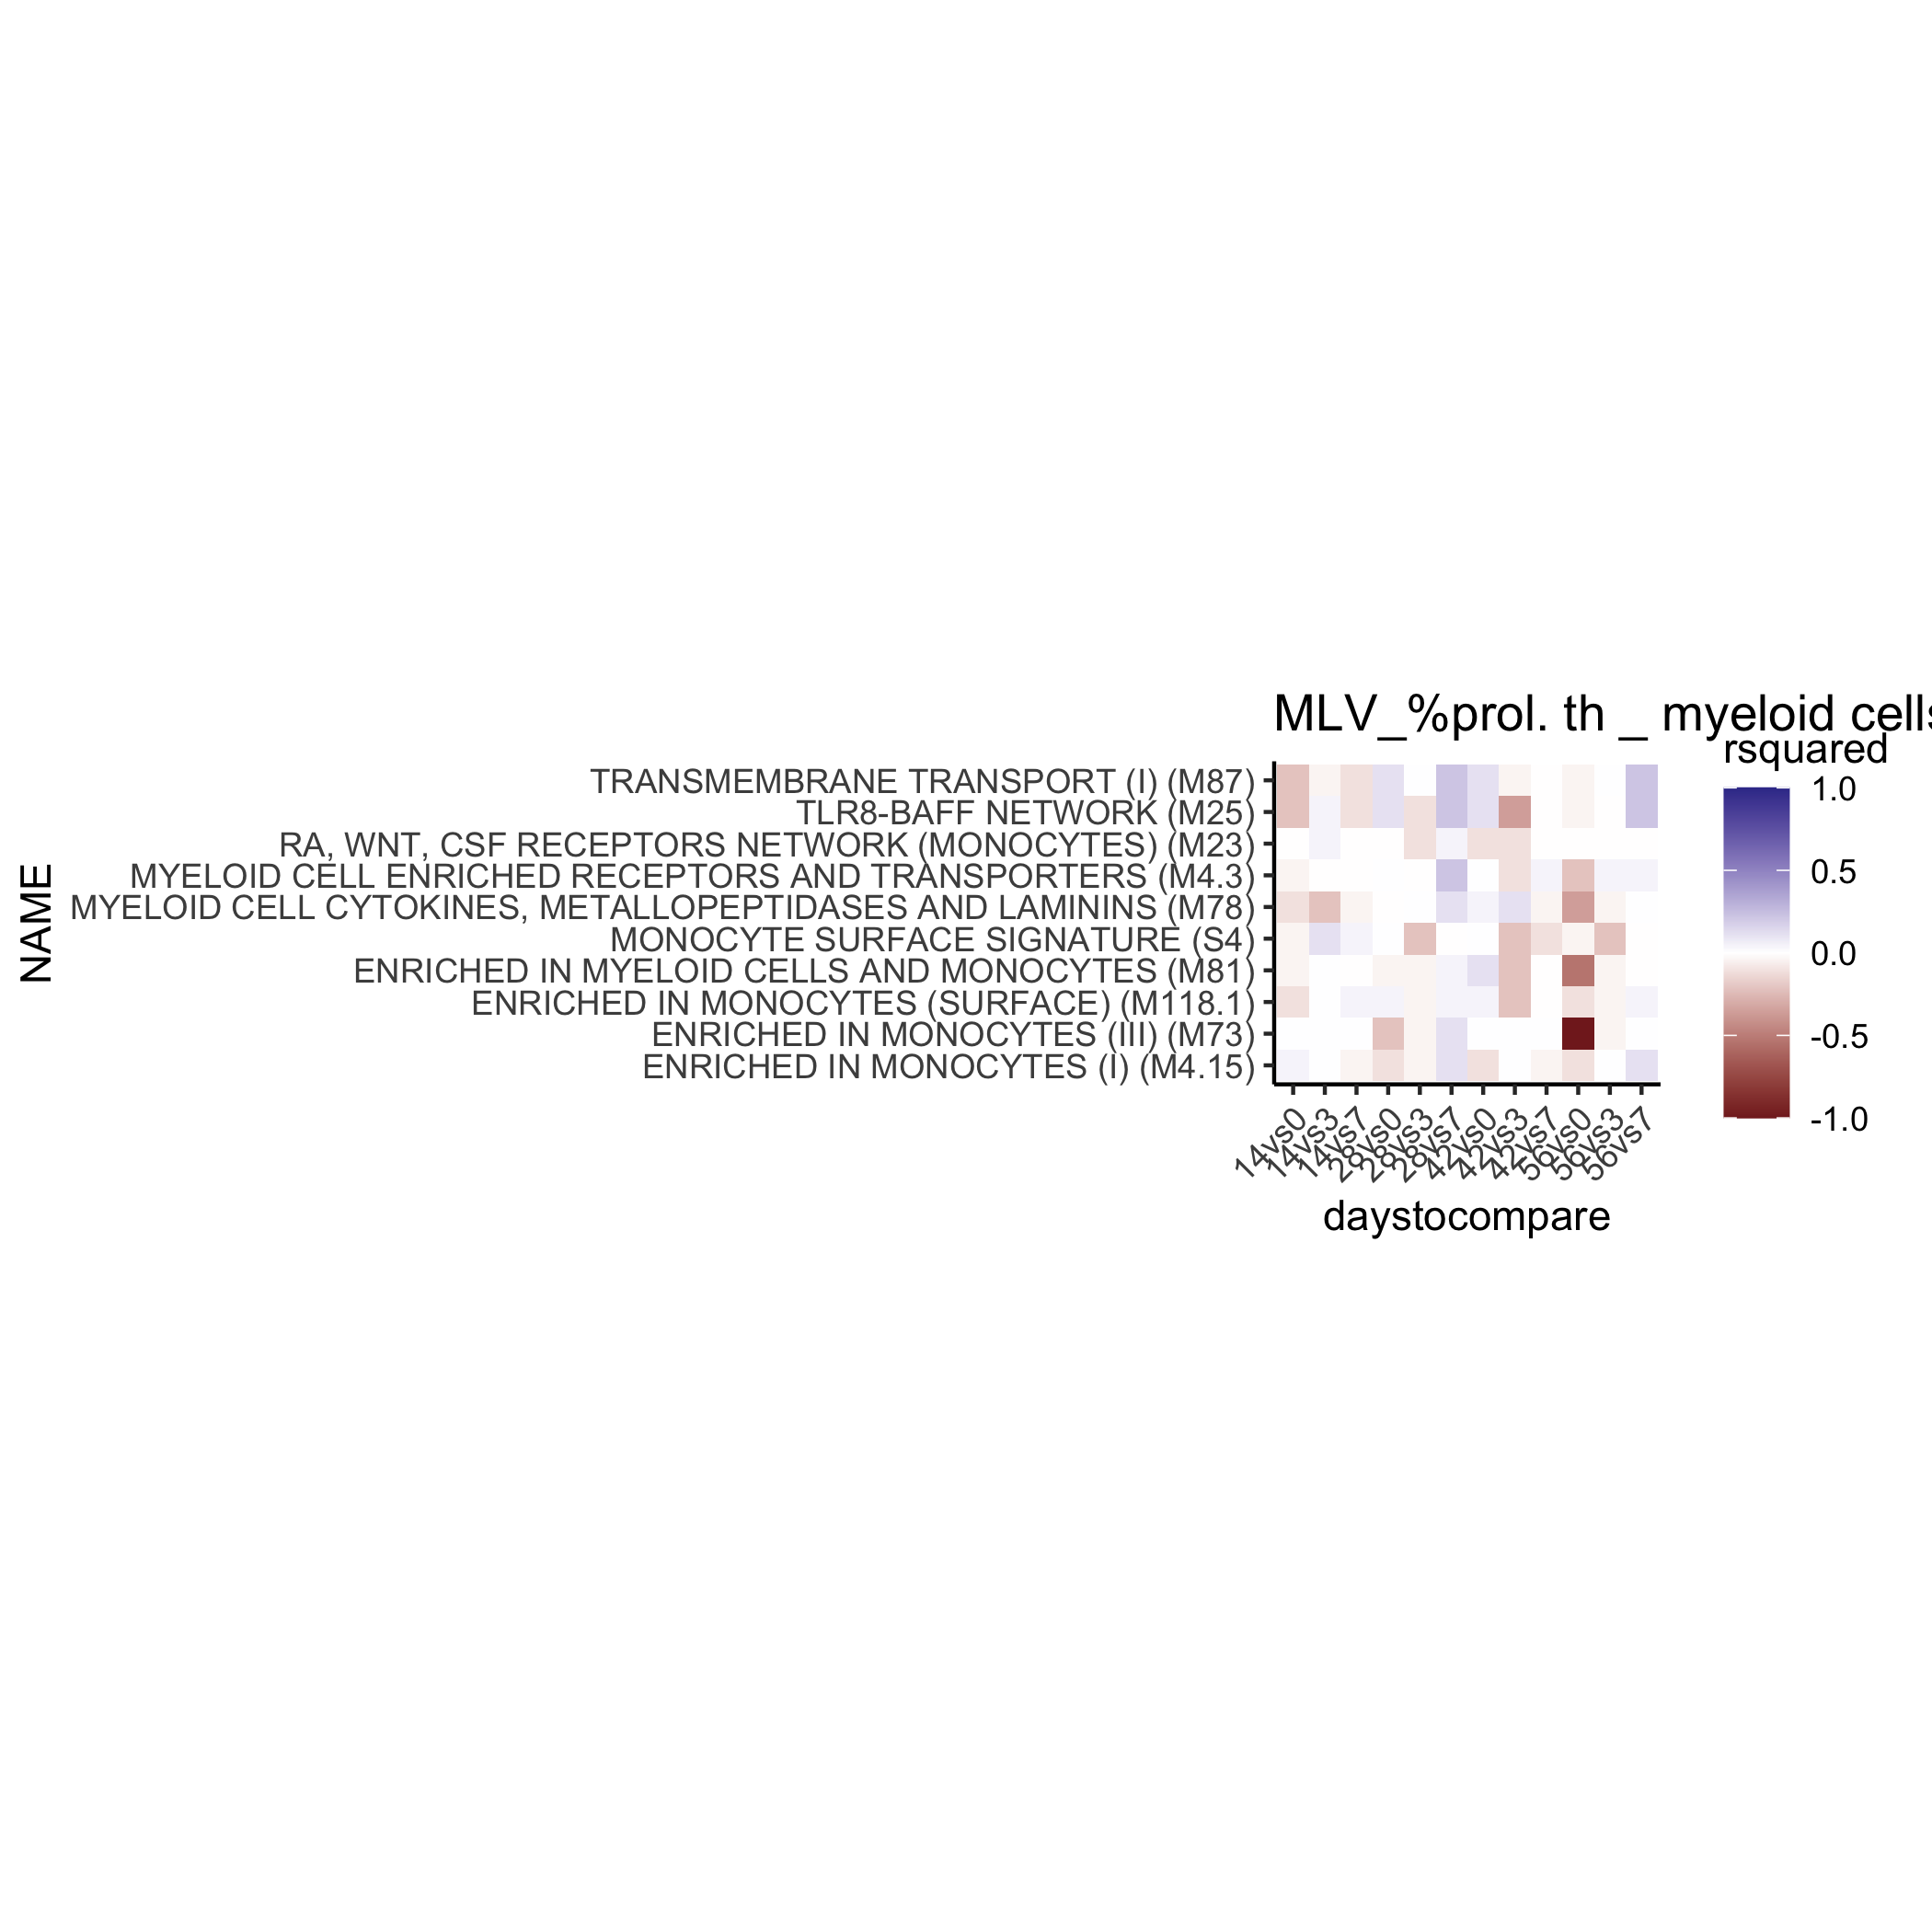 MLV_%prol. th _ myeloid cells
rsquared
1.0
0.5
0.0
-0.5
-1.0
NAME
TRANSMEMBRANE TRANSPORT (I) (M87)
TLR8-BAFF NETWORK (M25)
RA, WNT, CSF RECEPTORS NETWORK (MONOCYTES) (M23)
MYELOID CELL ENRICHED RECEPTORS AND TRANSPORTERS (M4.3)
MYELOID CELL CYTOKINES, METALLOPEPTIDASES AND LAMININS (M78)
MONOCYTE SURFACE SIGNATURE (S4)
ENRICHED IN MYELOID CELLS AND MONOCYTES (M81)
ENRICHED IN MONOCYTES (SURFACE) (M118.1)
ENRICHED IN MONOCYTES (III) (M73)
ENRICHED IN MONOCYTES (I) (M4.15)
14vs0
14vs3
14vs7
28vs0
28vs3
28vs7
42vs0
42vs3
42vs7
56vs0
56vs3
56vs7
daystocompare